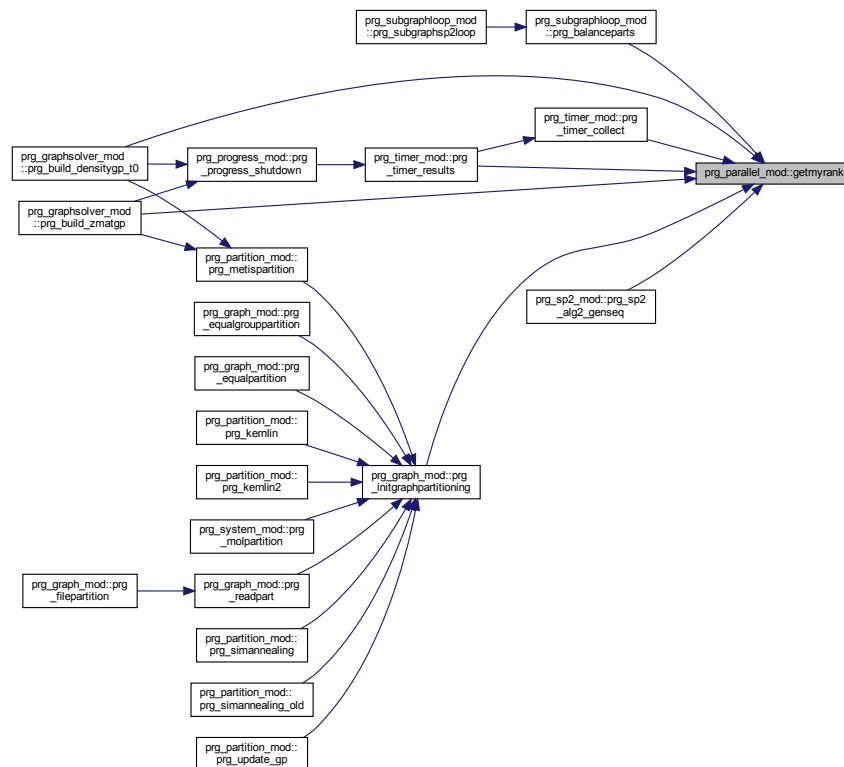 prg_subgraphloop_mod
::prg_subgraphsp2loop
prg_subgraphloop_mod
::prg_balanceparts
prg_timer_mod::prg
_timer_collect
prg_graphsolver_mod
::prg_build_densitygp_t0
prg_progress_mod::prg
_progress_shutdown
prg_timer_mod::prg
_timer_results
prg_parallel_mod::getmyrank
prg_graphsolver_mod
::prg_build_zmatgp
prg_partition_mod::
prg_metispartition
prg_sp2_mod::prg_sp2
_alg2_genseq
prg_graph_mod::prg
_equalgrouppartition
prg_graph_mod::prg
_equalpartition
prg_partition_mod::
prg_kernlin
prg_partition_mod::
prg_kernlin2
prg_graph_mod::prg
_initgraphpartitioning
prg_system_mod::prg
_molpartition
prg_graph_mod::prg
_filepartition
prg_graph_mod::prg
_readpart
prg_partition_mod::
prg_simannealing
prg_partition_mod::
prg_simannealing_old
prg_partition_mod::
prg_update_gp